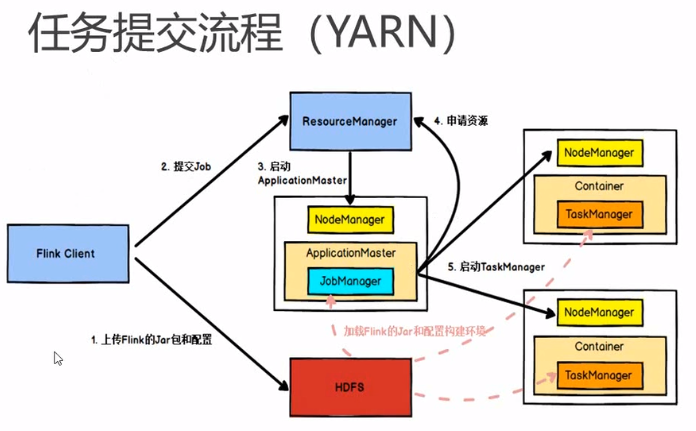 任务提交流程（YARN）
ResourceManager
4. 申请资源
2. 提交Job
3. 启动
ApplicationMaster
NodeManager
Container
TaskManager
NodeManager
ApplicationMaster
JobManager
Flink Client
5. 启动TaskManager
NodeManager
Container
TaskManager
1. 上传Flink的Jar包和配置
加载Flink的Jar和配置构建环境
HDFS